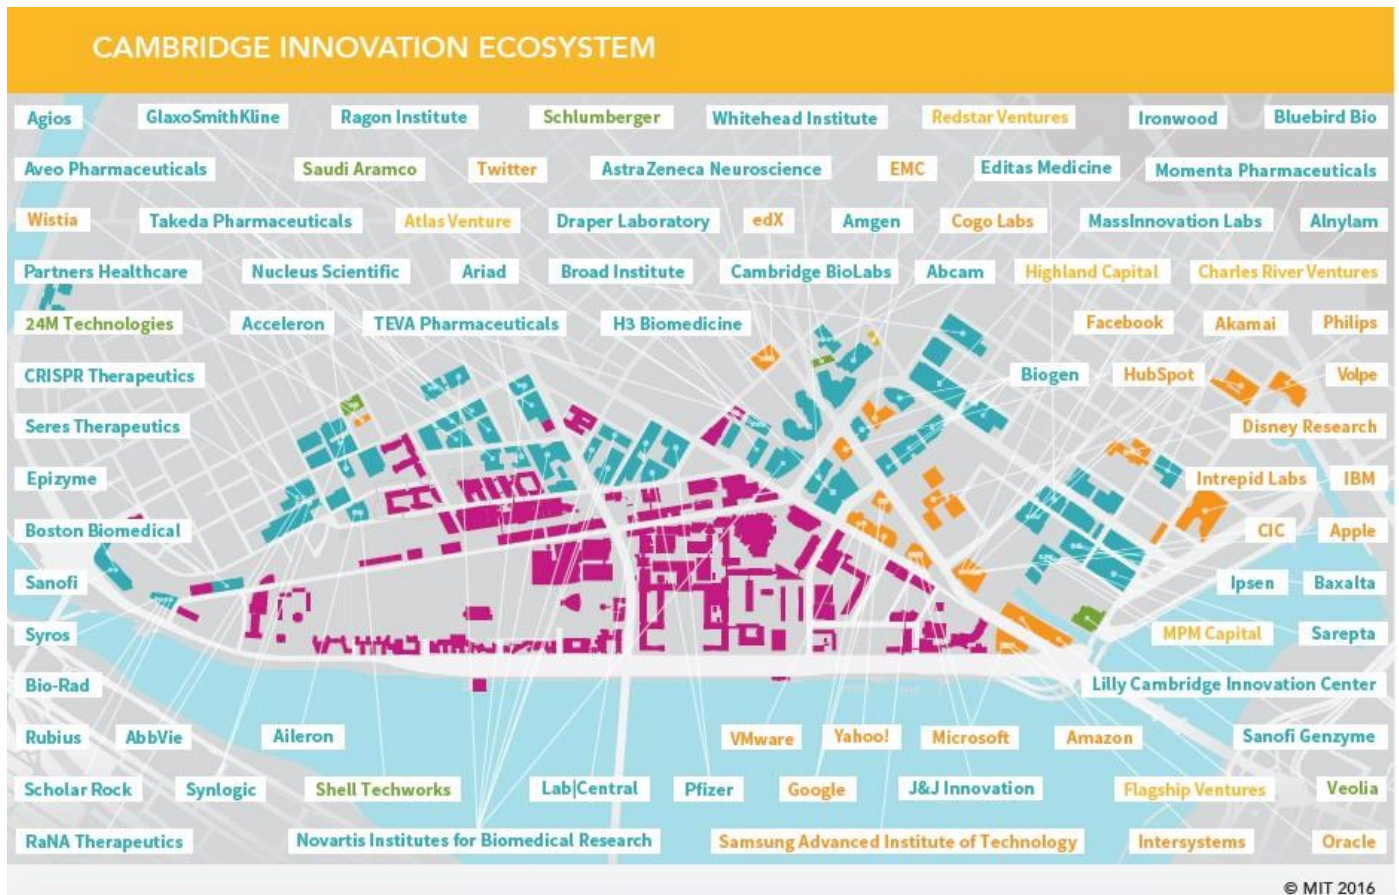 CAMBRIDGE INNOVATION ECOSYSTEM
Agios GlaxoSmithKline Ragon Institute Schlumberger Whitehead Institute Redstar Ventures Ironwood Bluebird Bio
Aveo Pharmaceuticals Saudi Aramco Twitter AstraZeneca Neuroscience EMC Editas Medicine Momenta Pharmaceuticals
Wistia Takeda Pharmaceuticals Atlas Venture Draper Laboratory edX Amgen Cogo Labs MassInnovation Labs Alnylam
Partners Healthcare Nucleus Scientific Ariad Broad Institute Cambridge BioLabs Abcam Highland Capital Charles River Ventures
24M Technologies Acceleron TEVA Pharmaceuticals H3 Biomedicine Facebook Akamai Philips
CRISPR Therapeutics Biogen HubSpot Volpe
Seres Therapeutics Disney Research
Epizyme Intrepid Labs IBM
Boston Biomedical CIC Apple
Sanofi Ipsen Baxalta
Syros MPM Capital Sarepta
Bio-Rad Lilly Cambridge Innovation Center
Rubius AbbVie Aileron VMware Yahoo! Microsoft Amazon Sanofi Genzyme
Scholar Rock Synlogic Shell Techworks Lab|Central Pfizer Google J&J Innovation Flagship Ventures Veolia
RaNA Therapeutics Novartis Institutes for Biomedical Research Samsung Advanced Institute of Technology Intersystems Oracle
© MIT 2016